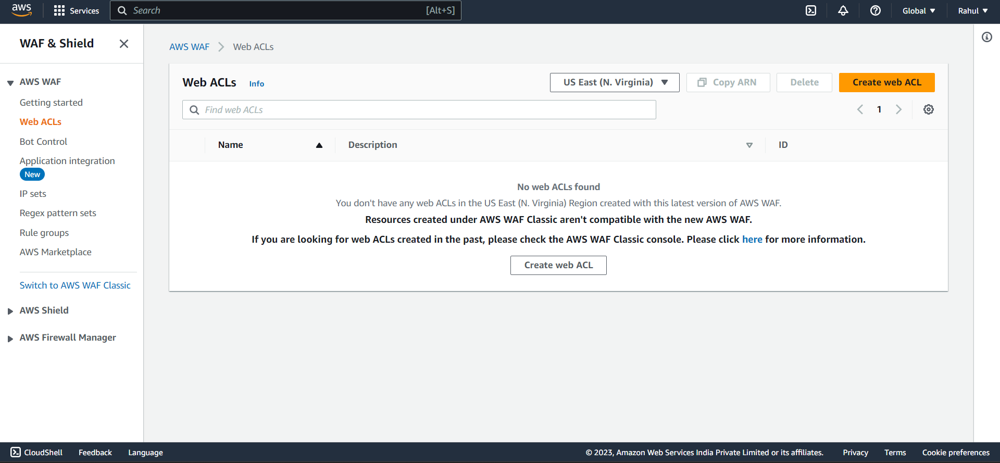 aws
Services
Search
[Alt+S]
Global
Rahul
WAF & Shield
AWS WAF
Getting started
Web ACLs
Bot Control
Application integration
New
IP sets
Regex pattern sets
Rule groups
AWS Marketplace
Switch to AWS WAF Classic
AWS Shield
AWS Firewall Manager
AWS WAF
Web ACLs
Web ACLs
Info
US East (N. Virginia)
Copy ARN
Delete
Create web ACL
Find web ACLs
1
Name
Description
ID
No web ACLs found
You don't have any web ACLs in the US East (N. Virginia) Region created with this latest version of AWS WAF.
Resources created under AWS WAF Classic aren't compatible with the new AWS WAF.
If you are looking for web ACLs created in the past, please check the AWS WAF Classic console. Please click here for more information.
Create web ACL
CloudShell
Feedback
Language
© 2023, Amazon Web Services India Private Limited or its affiliates.
Privacy
Terms
Cookie preferences